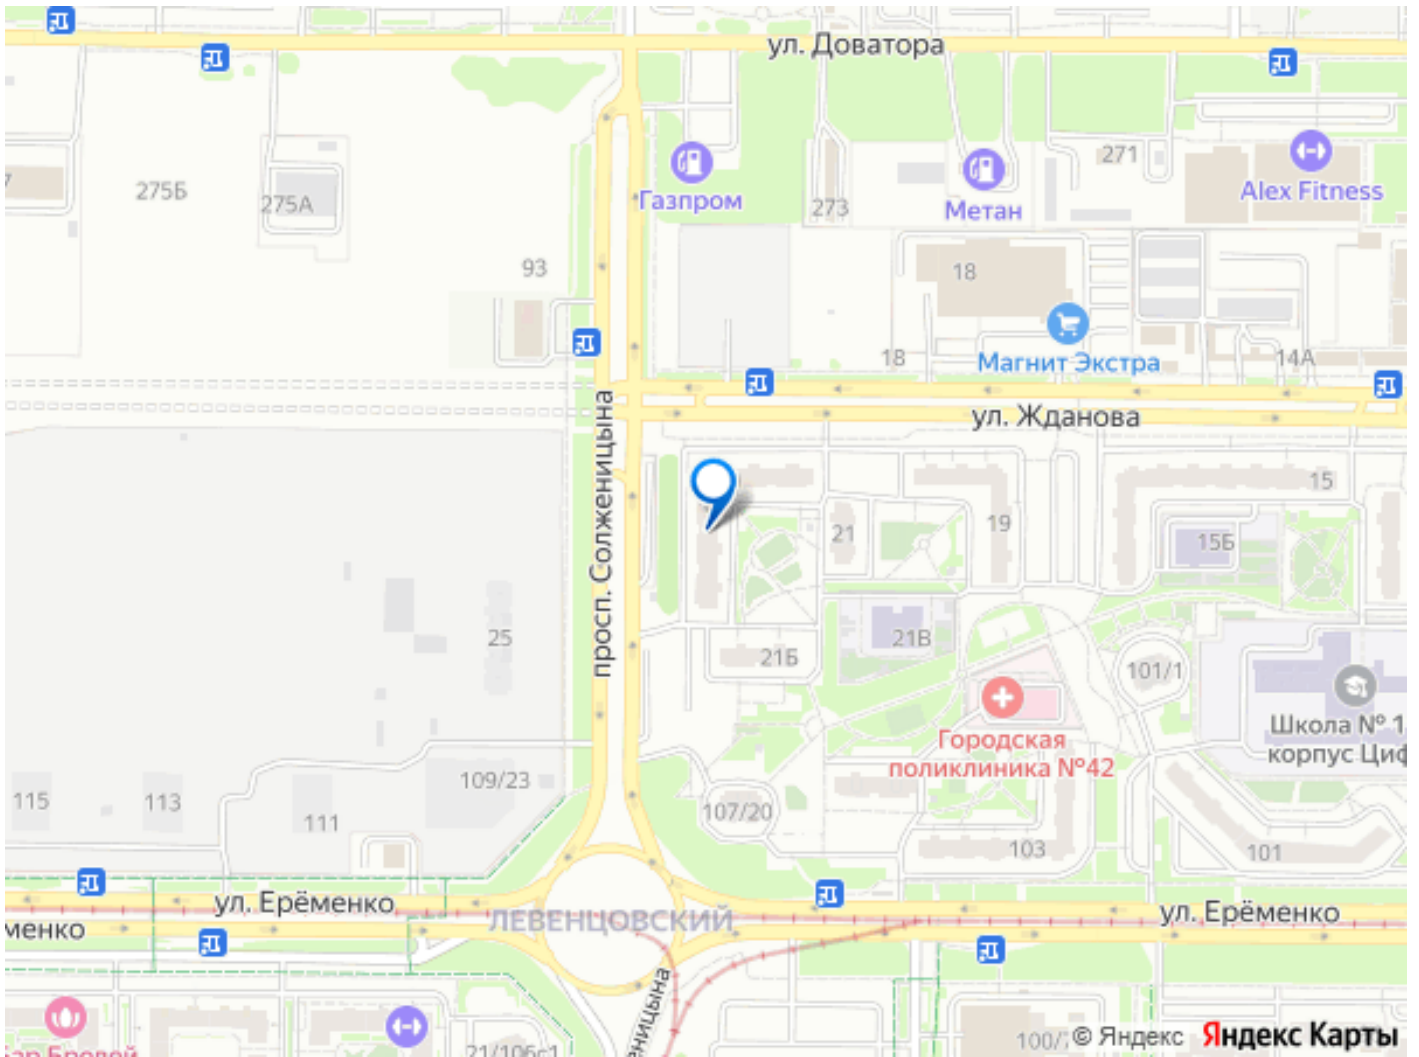 ул. Доватора
271
275Б
275А
Газпром
273
Метан
Alex Fitness
93
18
18
Магнит Экстра
14А
ул. Жданова
просп. Солженицына
15
21
19
15Б
25
21Б
21В
101/1
Городская
поликлиника №42
Школа № 1
корпус Циф
109/23
115
113
111
107/20
103
101
ул. Ерёменко
ЛЕВЕНЦОВСКИЙ
ул. Ерёменко
менко
еницына
21/106с1
100/
© Яндекс
Яндекс Карты